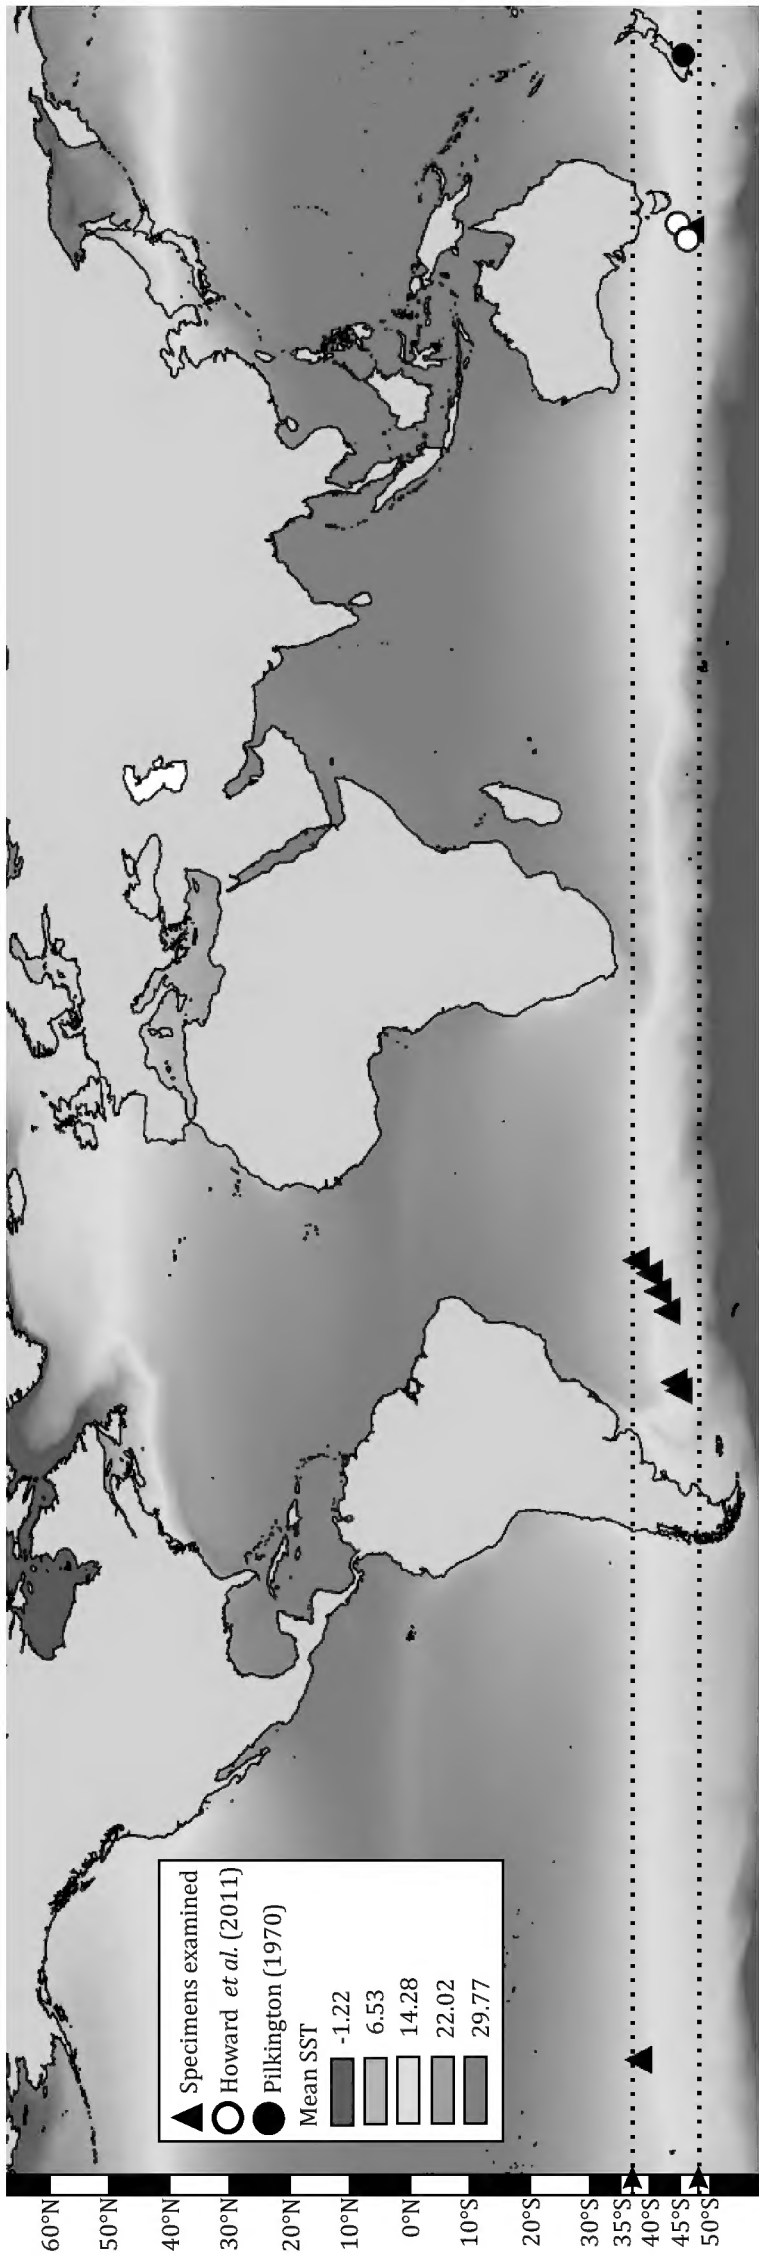 Specimens examined
Howard et al. (2011)
Pilkington (1970)
Mean SST
-1.22
6.53
14.28
22.02
29.77
60°N
50°N
40°N
30°N
20°N
10°N
0°N
10°S
20°S
30°S
35°S
40°S
45°S
50°S